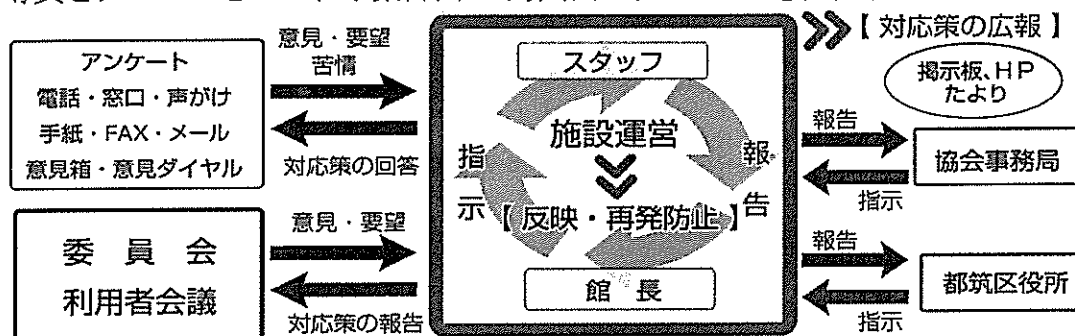 アンケート
電話・窓口・声がけ
手紙・FAX・メール
意見箱・意見ダイヤル
委員会
利用者会議
意見・要望
苦情
対応策の回答
意見・要望
対応策の報告
スタッフ
施設運営
指示
報告
【反映・再発防止】
館長
【対応策の広報】
掲示板、HP
たより
報告
協会事務局
指示
報告
都筑区役所
指示